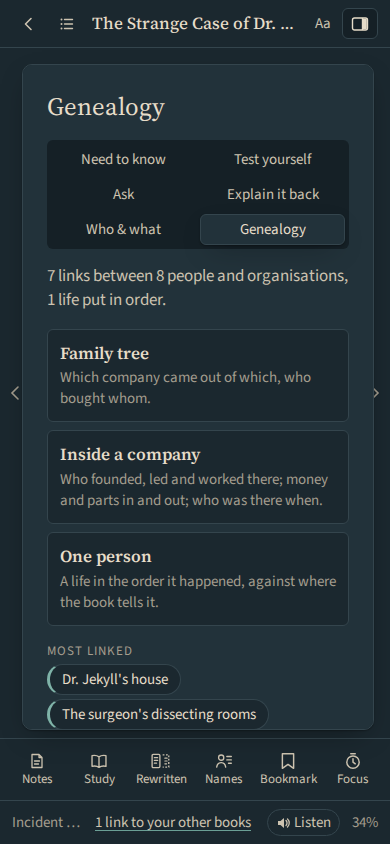 The Strange Case of Dr. ...
Aa
Genealogy
Need to know
Test yourself
Ask
Explain it back
Who & what
Genealogy
7 links between 8 people and organisations,
1 life put in order.
Family tree
Which company came out of which, who
bought whom.
Inside a company
Who founded, led and worked there; money
and parts in and out; who was there when.
One person
A life in the order it happened, against where
the book tells it.
MOST LINKED
Dr. Jekyll's house
The surgeon's dissecting rooms
Notes
Study
Rewritten
Names
Bookmark
Focus
Incident ...
1 link to your other books
Listen
34%